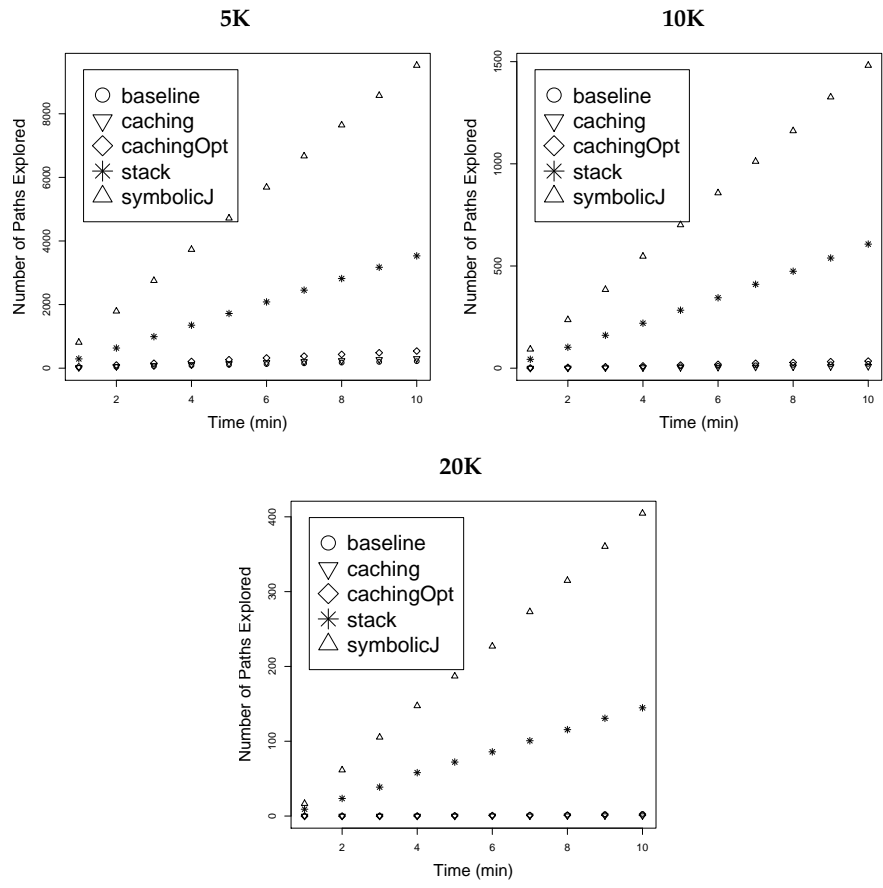 5K
Number of Paths Explored
8000
6000
4000
2000
0
baseline
caching
cachingOpt
stack
symbolicJ
2 4 6 8 10
Time (min)
10K
Number of Paths Explored
1500
1000
500
0
baseline
caching
cachingOpt
stack
symbolicJ
2 4 6 8 10
Time (min)
20K
Number of Paths Explored
400
300
200
100
0
baseline
caching
cachingOpt
stack
symbolicJ
2 4 6 8 10
Time (min)